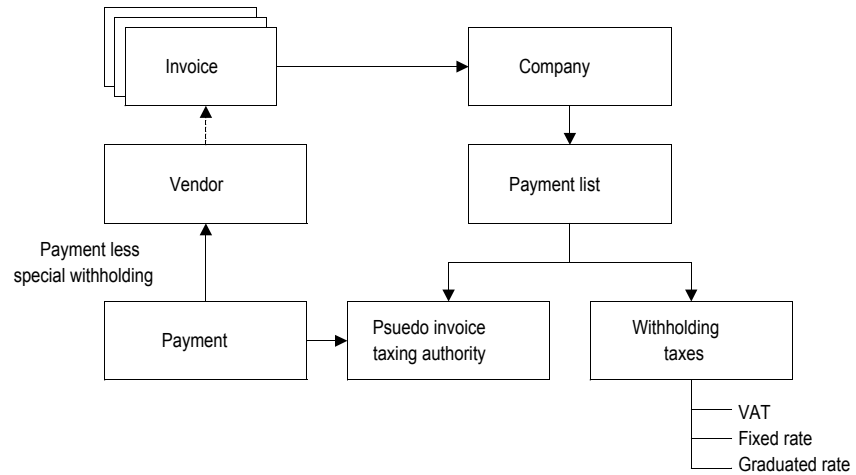 Invoice
Company
Vendor
Payment list
Payment less
special withholding
Payment
Psuedo invoice
taxing authority
Withholding
taxes
VAT
Fixed rate
Graduated rate